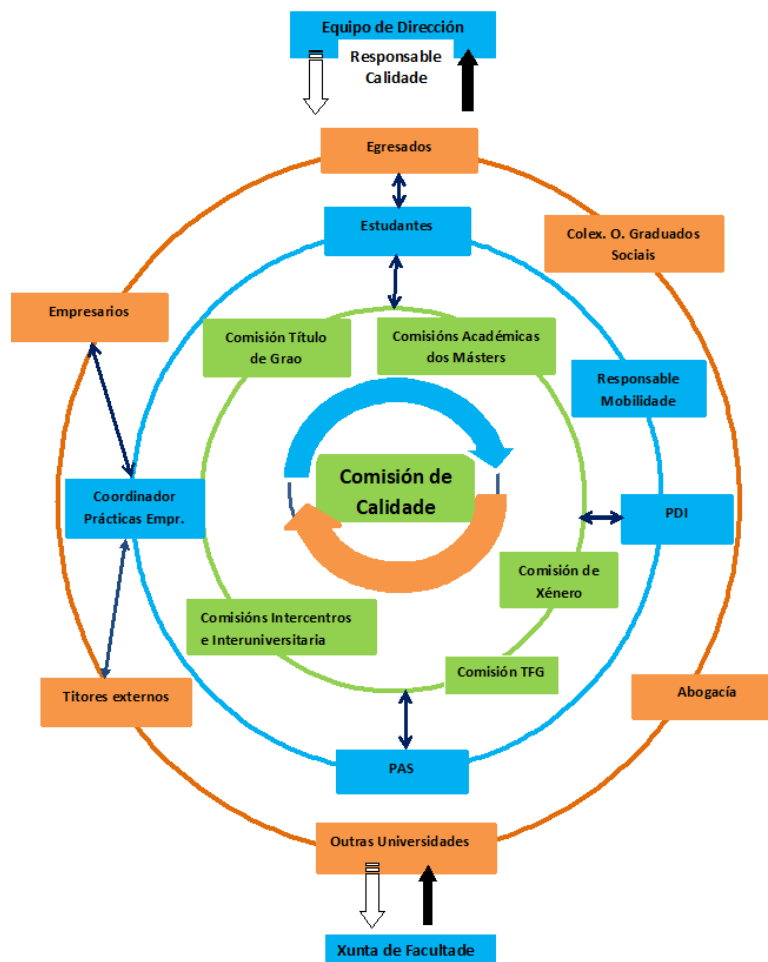 Equipo de Dirección
Responsable
Calidade
Egresados
Estudantes
Colex. O. Graduados
Sociais
Empresarios
Comisión Título
de Grao
Comisións Académicas
dos Másters
Responsable
Mobilidade
Comisión de
Calidade
Coordinador
Prácticas Empr.
PDI
Comisión de
Xénero
Comisións Intercentros
e Interuniversitaria
Comisión TFG
Titores externos
Abogacía
PAS
Outras Universidades
Xunta de Facultade